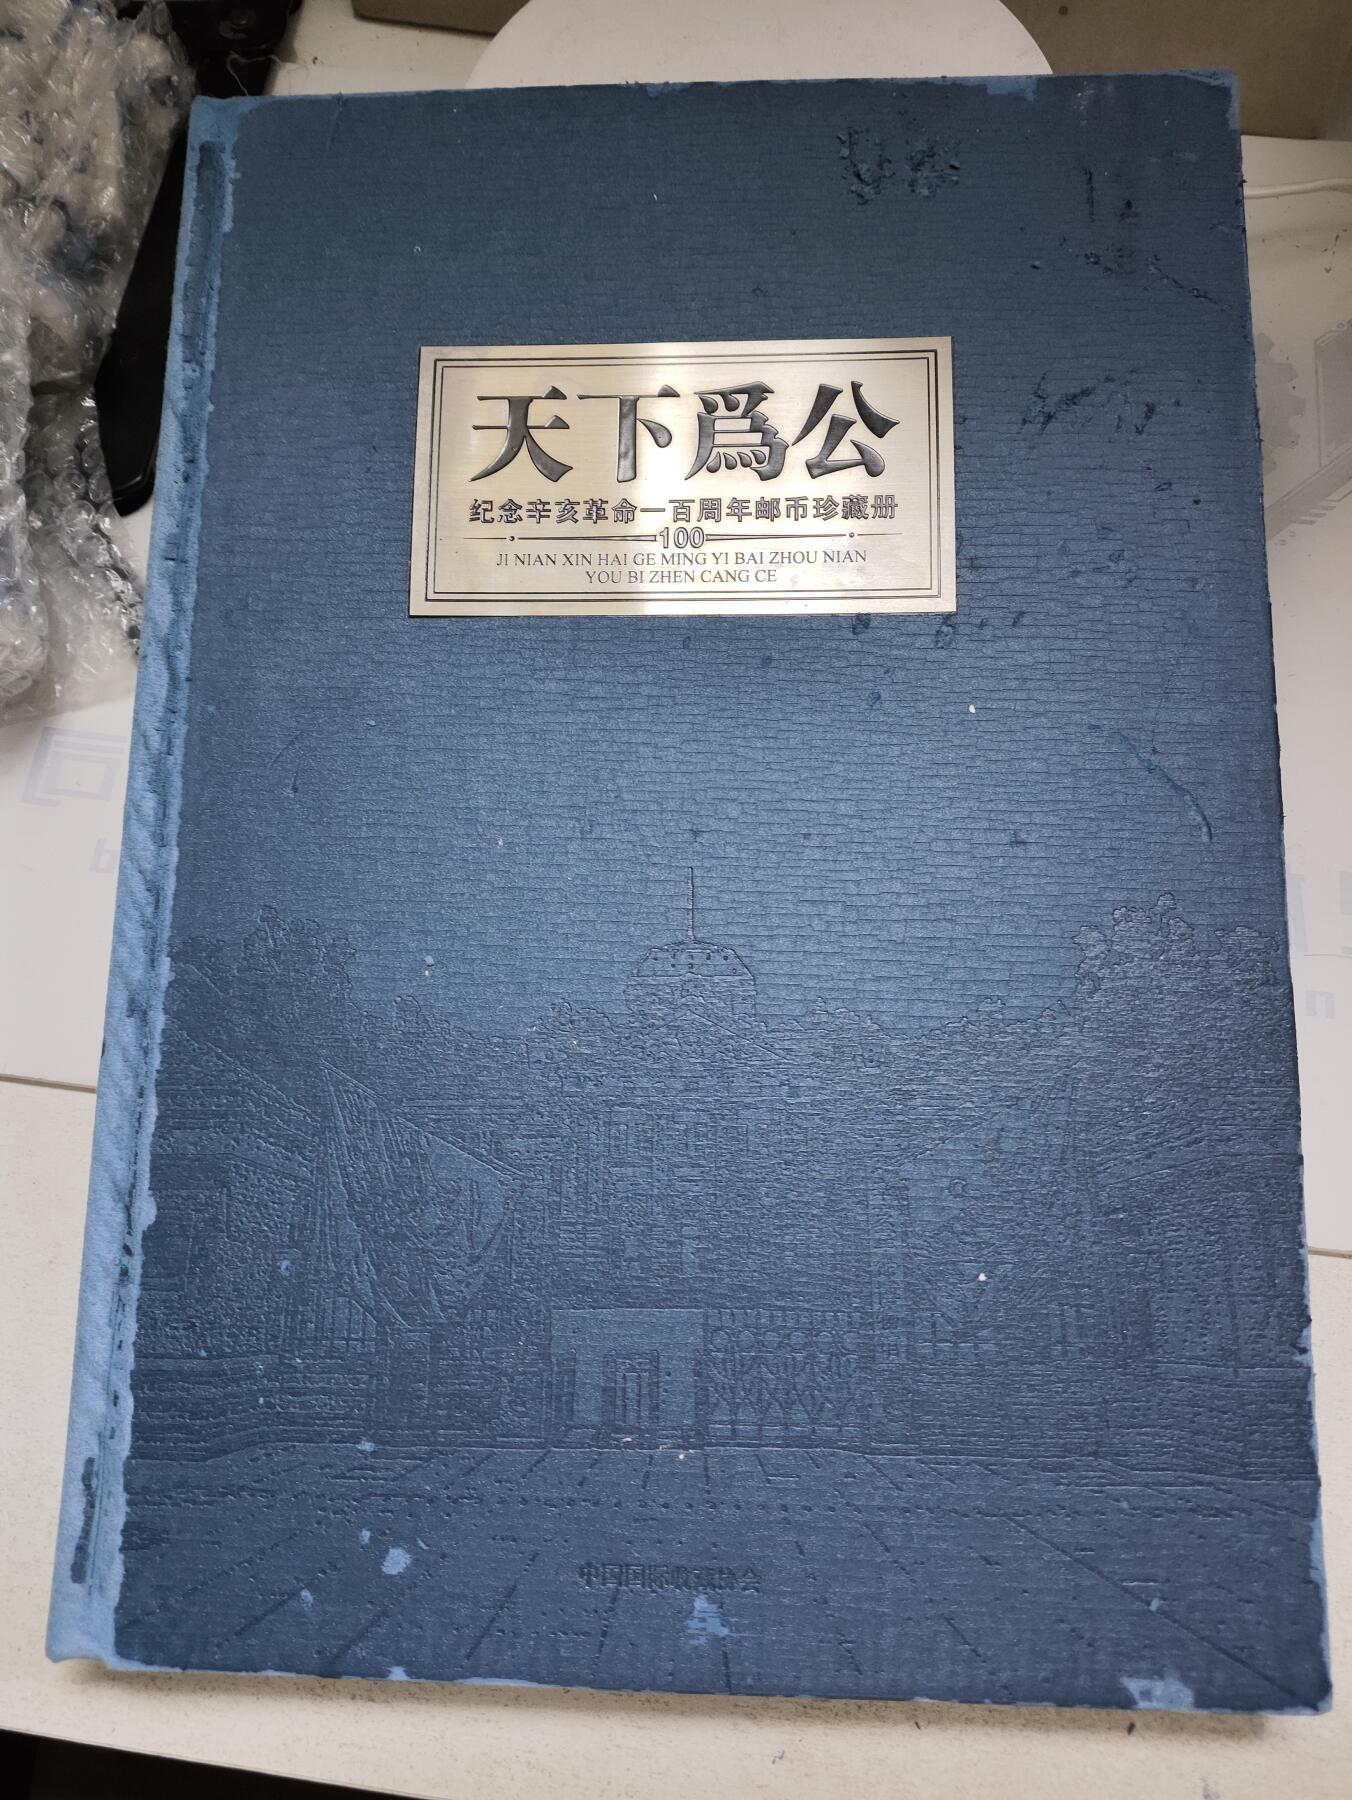 天下爲公
纪念辛亥革命一百周年邮币珍藏册
100
JI NIAN XIN HAI GE MING YI BAI ZHOU NIAN
YOU BI ZHEN CANG CE
中国国际收藏协会